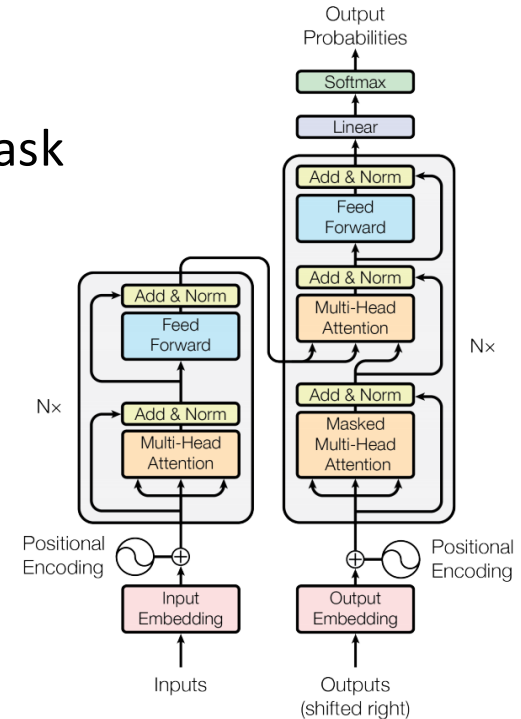 ask
Output
Probabilities
Softmax
Linear
Add & Norm
Feed
Forward
Add & Norm
Multi-Head
Attention
Nx
Add & Norm
Masked
Multi-Head
Attention
Positional
Encoding
Output
Embedding
Outputs
(shifted right)
Add & Norm
Feed
Forward
Nx
Add & Norm
Multi-Head
Attention
Positional
Encoding
Input
Embedding
Inputs